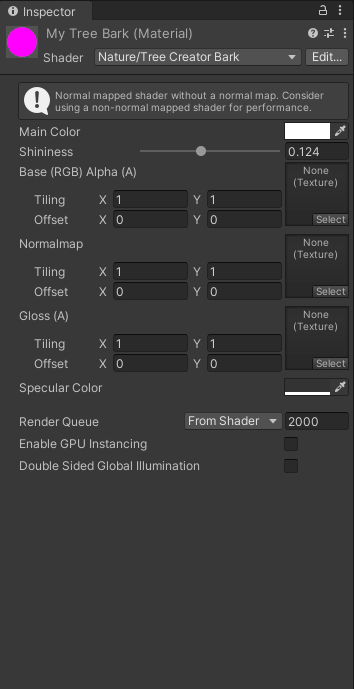 Inspector
My Tree Bark (Material)
Shader Nature/Tree Creator Bark Edit...
Normal mapped shader without a normal map. Consider
using a non-normal mapped shader for performance.
Main Color
Shininess 0.124
Base (RGB) Alpha (A) None
(Texture)
Tiling X 1 Y 1
Offset X 0 Y 0 Select
Normalmap None
(Texture)
Tiling X 1 Y 1
Offset X 0 Y 0 Select
Gloss (A) None
(Texture)
Tiling X 1 Y 1
Offset X 0 Y 0 Select
Specular Color
Render Queue From Shader 2000
Enable GPU Instancing
Double Sided Global Illumination